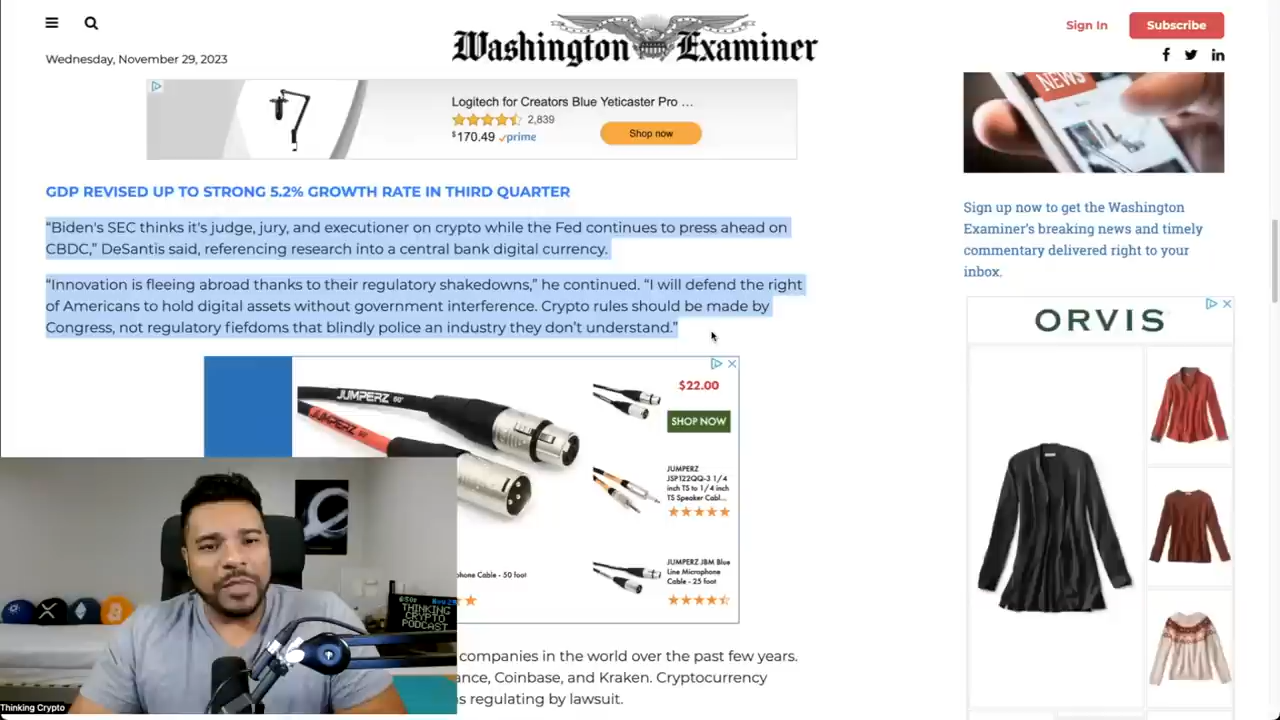 Washington Examiner
Sign In
Subscribe
Wednesday, November 29, 2023
Logitech for Creators Blue Yeticaster Pro ...
2,839
$170.49 prime
Shop now
NEWS
GDP REVISED UP TO STRONG 5.2% GROWTH RATE IN THIRD QUARTER
“Biden's SEC thinks it's judge, jury, and executioner on crypto while the Fed continues to press ahead on
CBDC,” DeSantis said, referencing research into a central bank digital currency.
“Innovation is fleeing abroad thanks to their regulatory shakedowns,” he continued. “I will defend the right
of Americans to hold digital assets without government interference. Crypto rules should be made by
Congress, not regulatory fiefdoms that blindly police an industry they don’t understand.”
Sign up now to get the Washington
Examiner’s breaking news and timely
commentary delivered right to your
inbox.
ORVIS
JUMPERZ
$22.00
SHOP NOW
JUMPERZ
JSP122QQ-3 1/4
inch TS to 1/4 inch
TS Speaker Cabl...
JUMPERZ JBM Blue
Line Microphone
Cable - 25 foot
phone Cable - 50 foot
THINKING
CRYPTO
PODCAST
companies in the world over the past few years.
ance, Coinbase, and Kraken. Cryptocurrency
s regulating by lawsuit.
Thinking Crypto